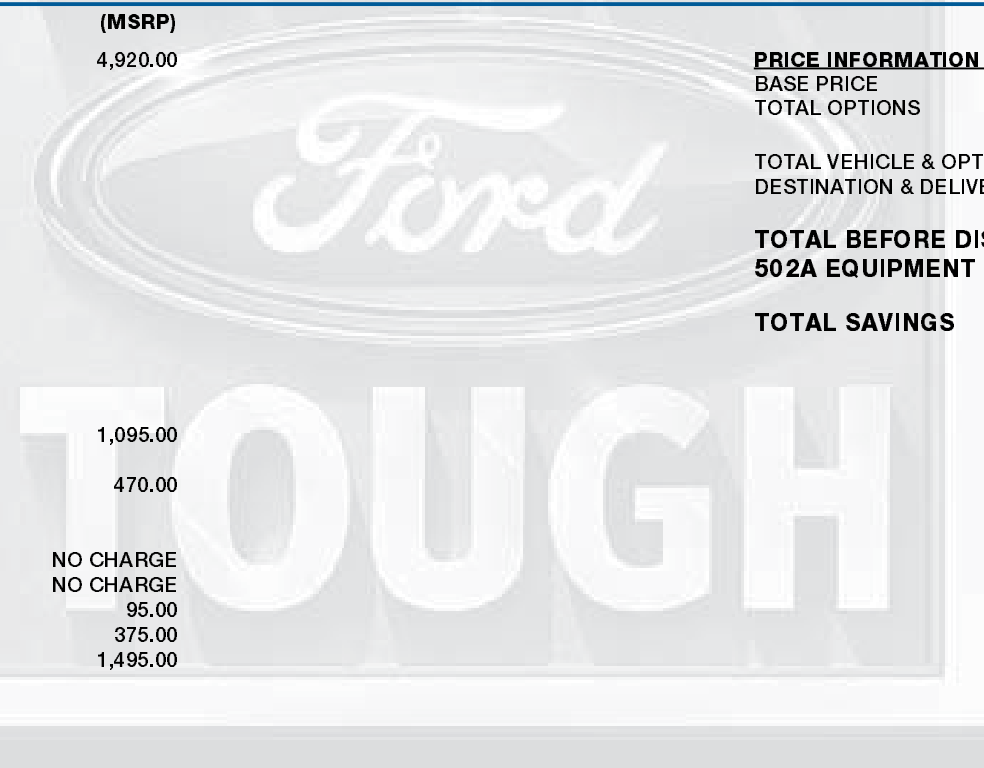 (MSRP)
4,920.00
1,095.00
470.00
NO CHARGE
NO CHARGE
95.00
375.00
1,495.00
PRICE INFORMATION
BASE PRICE
TOTAL OPTIONS
TOTAL VEHICLE & OPT
DESTINATION & DELIVE
TOTAL BEFORE DIS
502A EQUIPMENT
TOTAL SAVINGS
Ford
TOUGH